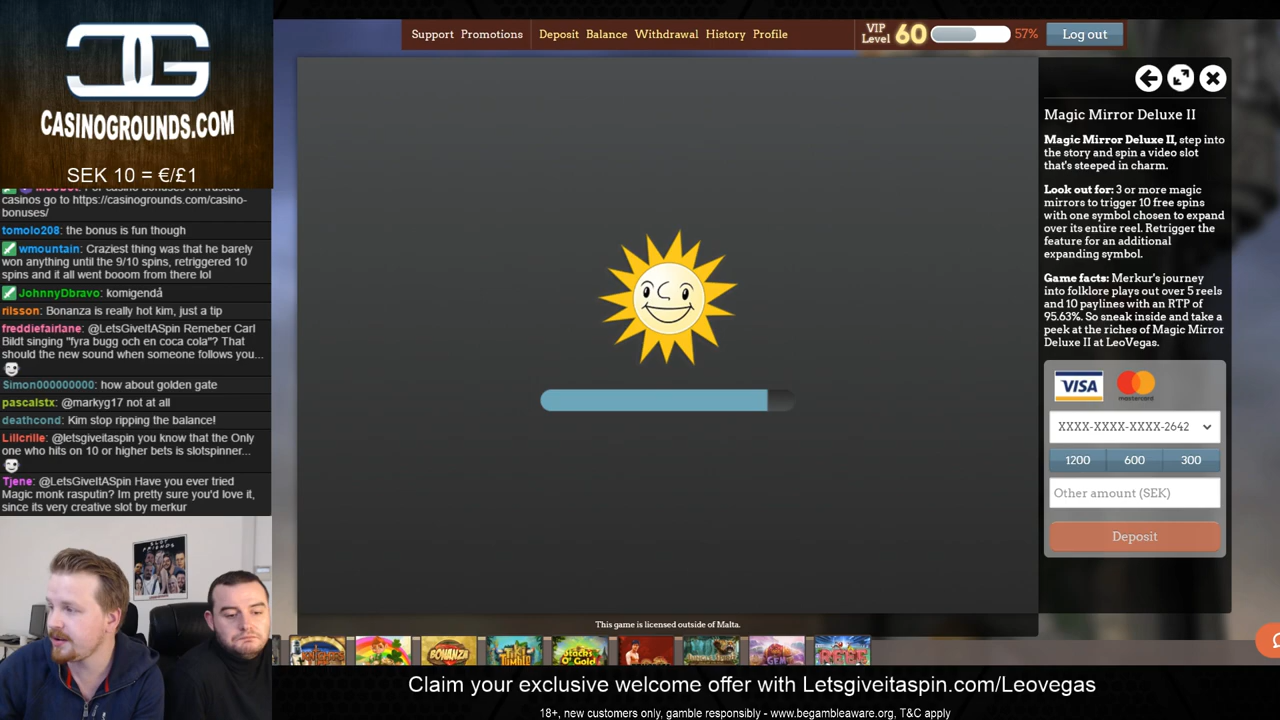 CG
CASINOGROUNDS.COM
SEK 10 = €/£1
casinos go to https://casinogrounds.com/casino-
bonuses/
tomolo208: the bonus is fun though
wmountain: Craziest thing was that he barely
won anything until the 9/10 spins, retriggered 10
spins and it all went booom from there lol
JohnnyDbravo: komigendå
rilsson: Bonanza is really hot kim, just a tip
freddiefairlane: @LetsGiveItASpin Remeber Carl
Bildt singing "fyra bugg och en coca cola"? That
should the new sound when someone follows you...
Simon000000000: how about golden gate
pascalstx: @markyg17 not at all
deathcond: Kim stop ripping the balance!
Lillcrille: @letsgiveitaspin you know that the Only
one who hits on 10 or higher bets is slotspinner...
Tjene: @LetsGiveItASpin Have you ever tried
Magic monk rasputin? Im pretty sure you'd love it,
since its very creative slot by merkur
Support Promotions Deposit Balance Withdrawal History Profile
VIP Level 60 57% Log out
Magic Mirror Deluxe II
Magic Mirror Deluxe II, step into
the story and spin a video slot
that's steeped in charm.
Look out for: 3 or more magic
mirrors to trigger 10 free spins
with one symbol chosen to expand
over its entire reel. Retrigger the
feature for an additional
expanding symbol.
Game facts: Merkur's journey
into folklore plays out over 5 reels
and 10 paylines with an RTP of
95.63%. So sneak inside and take a
peek at the riches of Magic Mirror
Deluxe II at LeoVegas.
VISA mastercard
XXXX-XXXX-XXXX-2642
1200 600 300
Other amount (SEK)
Deposit
This game is licensed outside of Malta.
BONANZA
Claim your exclusive welcome offer with Letsgiveitaspin.com/Leovegas
18+, new customers only, gamble responsibly - www.begambleaware.org, T&C apply